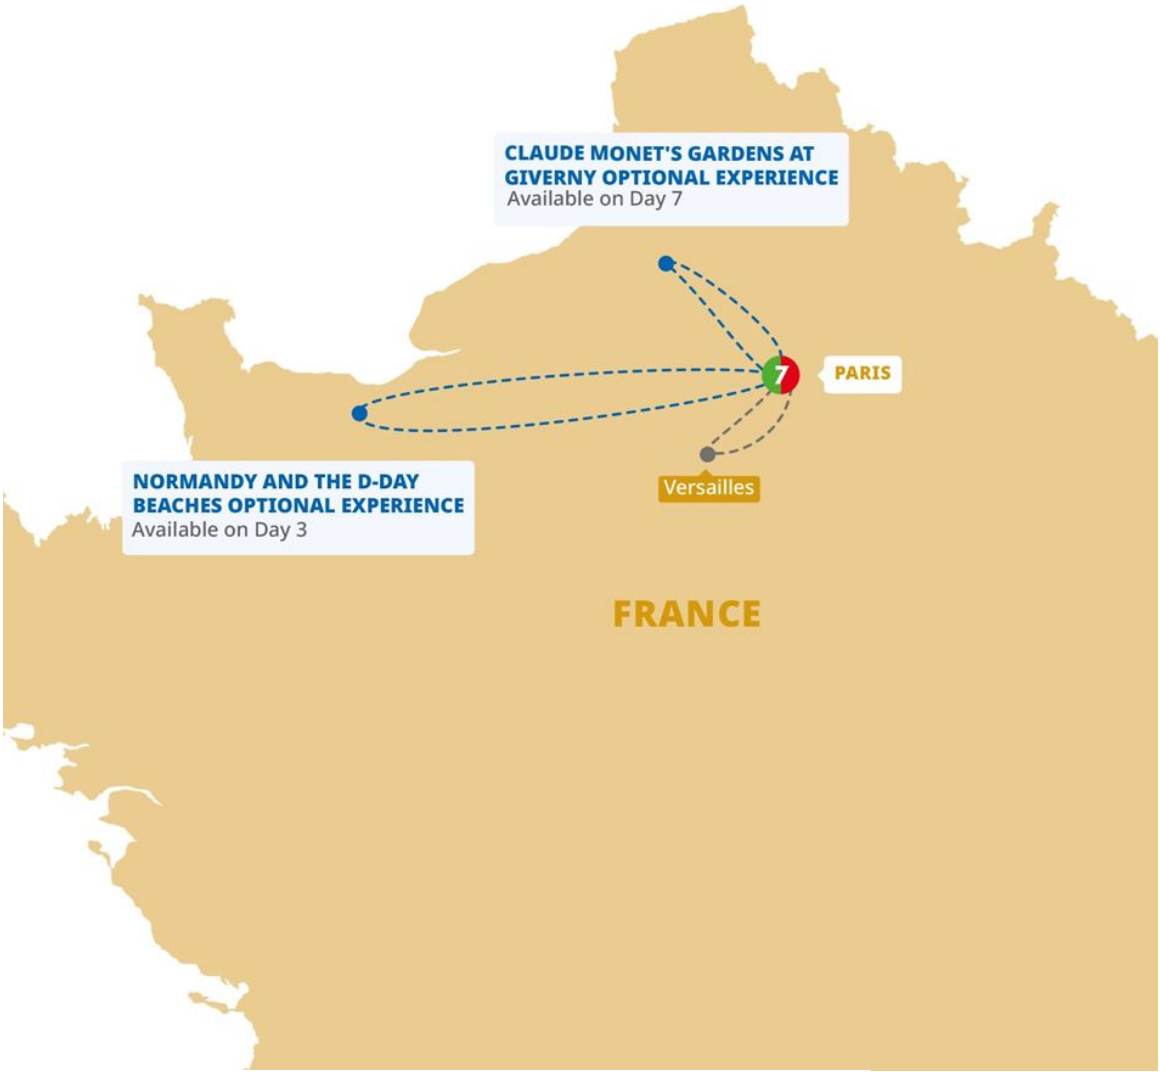 CLAUDE MONET'S GARDENS AT
GIVERNY OPTIONAL EXPERIENCE
Available on Day 7
7
PARIS
Versailles
NORMANDY AND THE D-DAY
BEACHES OPTIONAL EXPERIENCE
Available on Day 3
FRANCE